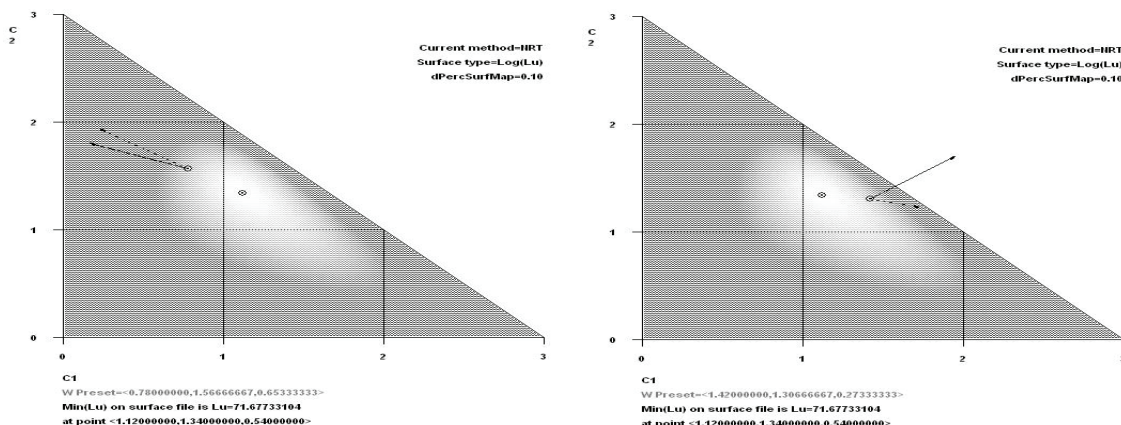 3
C
2
Current method=NRT
Surface type=Log(Lu)
dPercSurfMap=0.10
2
1
0
0
1
2
3
C1
W Preset=<0.78000000,1.56666667,0.65333333>
Min(Lu) on surface file is Lu=71.67733104
at point <1.12000000,1.34000000,0.54000000>
3
C
2
Current method=NRT
Surface type=Log(Lu)
dPercSurfMap=0.10
2
1
0
0
1
2
3
C1
W Preset=<1.42000000,1.30666667,0.27333333>
Min(Lu) on surface file is Lu=71.67733104
at point <1.12000000,1.34000000,0.54000000>